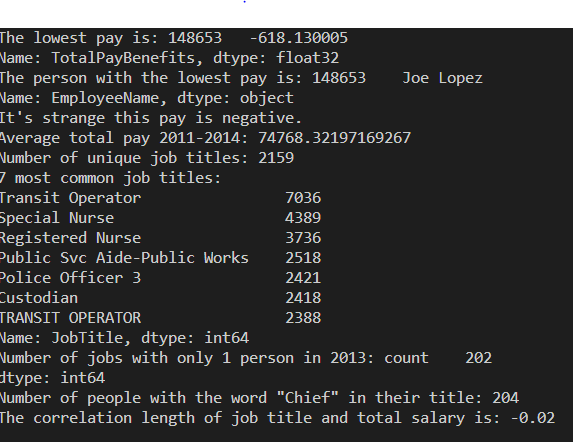 The lowest pay is: 148653   -618.130005
Name: TotalPayBenefits, dtype: float32
The person with the lowest pay is: 148653    Joe Lopez
Name: EmployeeName, dtype: object
It's strange this pay is negative.
Average total pay 2011-2014: 74768.32197169267
Number of unique job titles: 2159
7 most common job titles:
Transit Operator                7036
Special Nurse                   4389
Registered Nurse                3736
Public Svc Aide-Public Works    2518
Police Officer 3                2421
Custodian                       2418
TRANSIT OPERATOR                2388
Name: JobTitle, dtype: int64
Number of jobs with only 1 person in 2013: count    202
dtype: int64
Number of people with the word "Chief" in their title: 204
The correlation length of job title and total salary is: -0.02